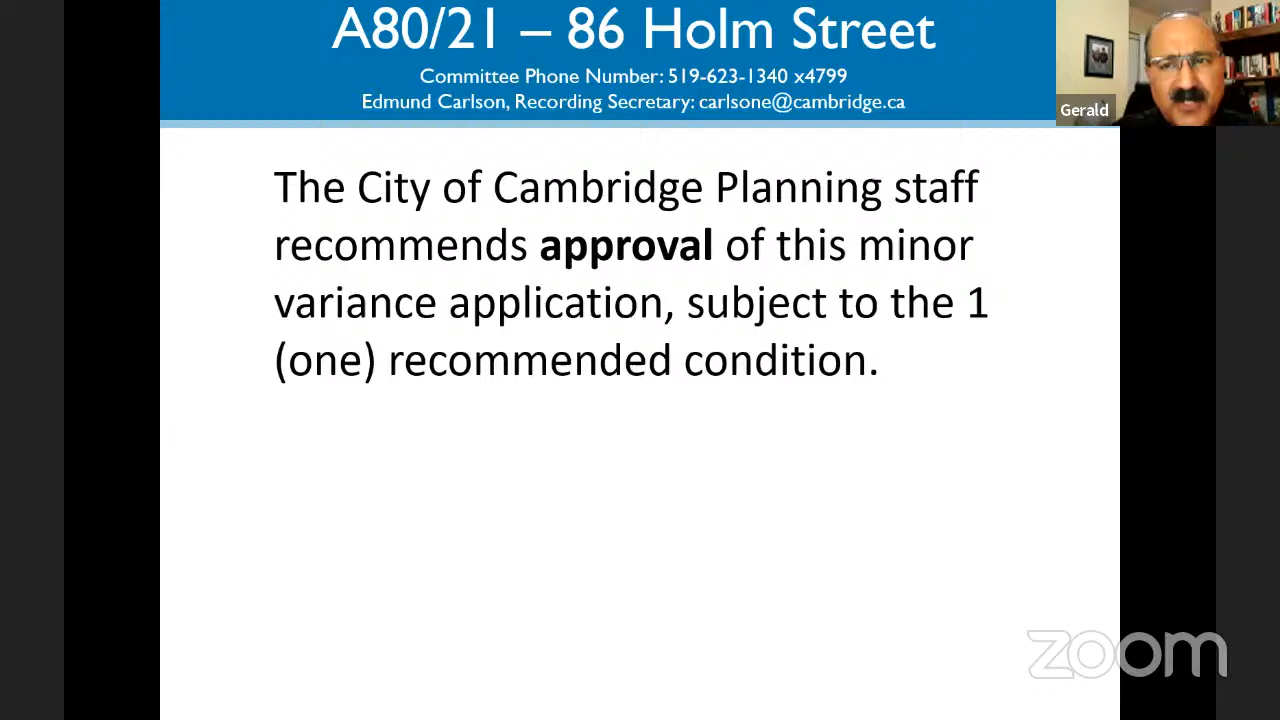 A80/21 – 86 Holm Street
Committee Phone Number: 519-623-1340 x4799
Edmund Carlson, Recording Secretary: carlsone@cambridge.ca
Gerald
The City of Cambridge Planning staff
recommends approval of this minor
variance application, subject to the 1
(one) recommended condition.
zoom